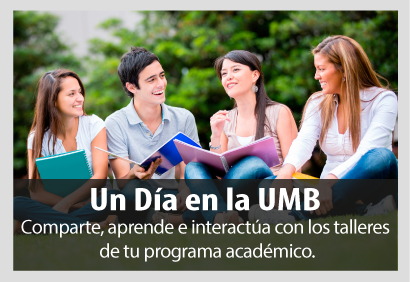 Un Día en la UMB
Comparte, aprende e interactúa con los talleres
de tu programa académico.